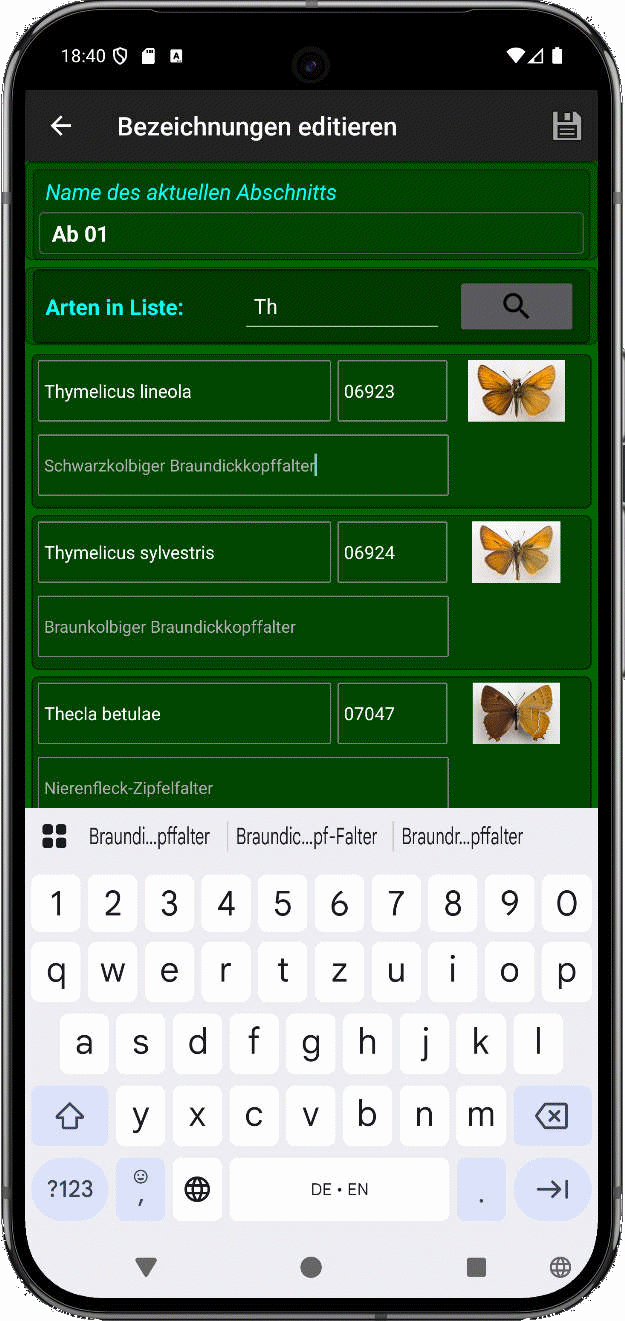 18:40
Bezeichnungen editieren
Name des aktuellen Abschnitts
Ab 01
Arten in Liste: Th
Thymelicus lineola 06923
Schwarzkolbiger Braundickkopffalter
Thymelicus sylvestris 06924
Braunkolbiger Braundickkopffalter
Thecla betulae 07047
Nierenfleck-Zipfelfalter
Braundi...pffalter Braundic...pf-Falter Braundr...pffalter
1 2 3 4 5 6 7 8 9 0
q w e r t z u i o p
a s d f g h j k l
y x c v b n m
?123 , DE • EN .